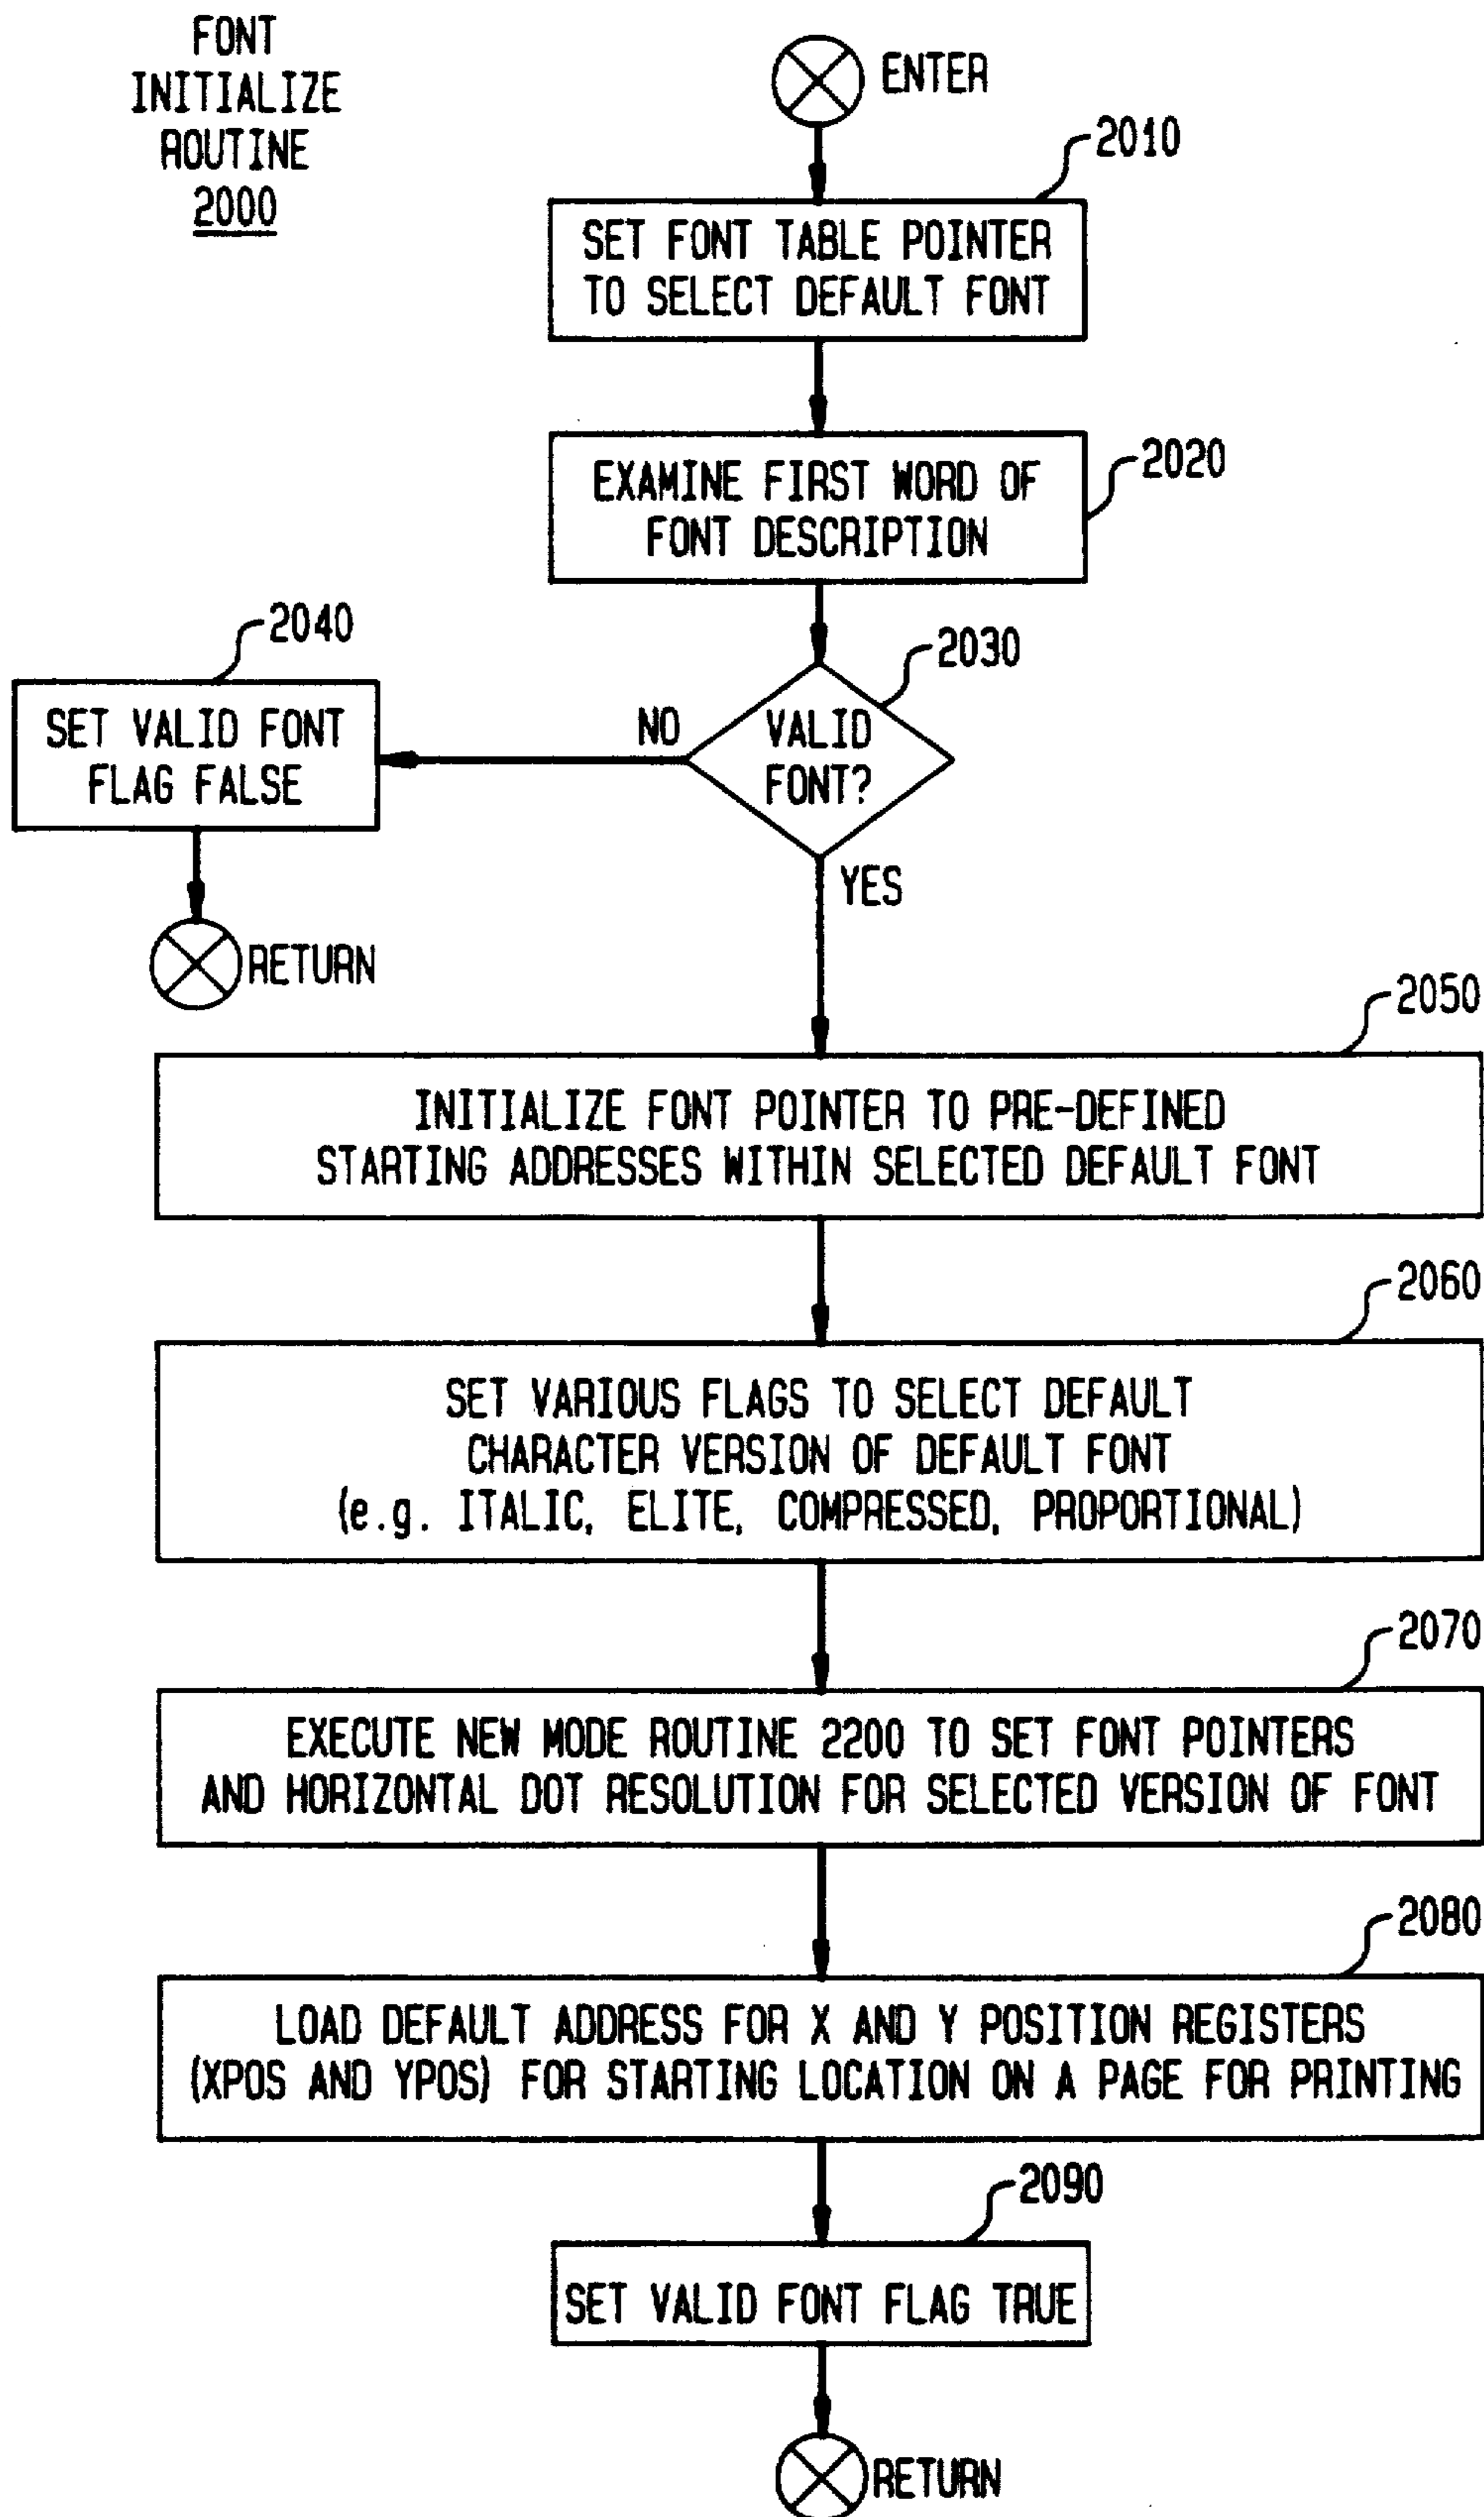 FONT
INITIALIZE
ROUTINE
2000
ENTER
2010
SET FONT TABLE POINTER
TO SELECT DEFAULT FONT
2020
EXAMINE FIRST WORD OF
FONT DESCRIPTION
2030
VALID
FONT?
NO
2040
SET VALID FONT
FLAG FALSE
RETURN
YES
2050
INITIALIZE FONT POINTER TO PRE-DEFINED
STARTING ADDRESSES WITHIN SELECTED DEFAULT FONT
2060
SET VARIOUS FLAGS TO SELECT DEFAULT
CHARACTER VERSION OF DEFAULT FONT
(e.g. ITALIC, ELITE, COMPRESSED, PROPORTIONAL)
2070
EXECUTE NEW MODE ROUTINE 2200 TO SET FONT POINTERS
AND HORIZONTAL DOT RESOLUTION FOR SELECTED VERSION OF FONT
2080
LOAD DEFAULT ADDRESS FOR X AND Y POSITION REGISTERS
(XPOS AND YPOS) FOR STARTING LOCATION ON A PAGE FOR PRINTING
2090
SET VALID FONT FLAG TRUE
RETURN